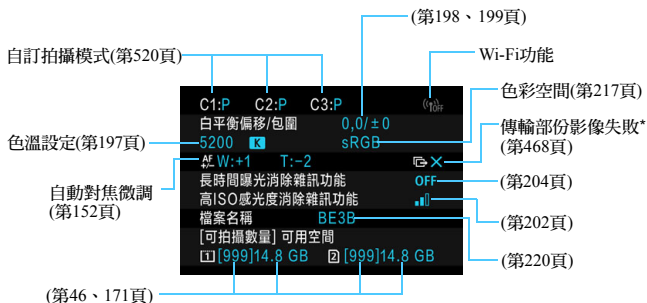 (第198、199頁)
自訂拍攝模式(第520頁)
Wi-Fi功能
C1:P C2:P C3:P OFF
色彩空間(第217頁)
白平衡偏移/包圍 0,0/±0
色溫設定(第197頁)
5200 K sRGB
傳輸部份影像失敗*
(第468頁)
AF +/- W:+1 T:-2
自動對焦微調
(第152頁)
長時間曝光消除雜訊功能 OFF
(第204頁)
高ISO感光度消除雜訊功能
(第202頁)
檔案名稱 BE3B
(第220頁)
[可拍攝數量] 可用空間
1 [999]14.8 GB 2 [999]14.8 GB
(第46、171頁)